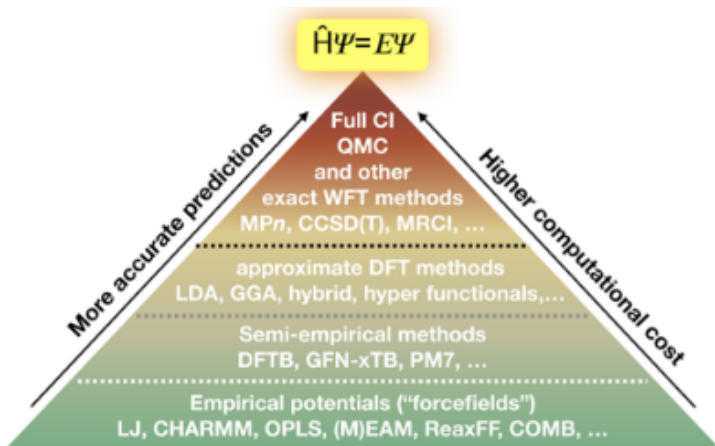 ĤΨ=EΨ
More accurate predictions
Higher computational cost
Full CI
QMC
and other
exact WFT methods
MPn, CCSD(T), MRCI, ...
approximate DFT methods
LDA, GGA, hybrid, hyper functionals,...
Semi-empirical methods
DFTB, GFN-xTB, PM7, ...
Empirical potentials (“forcefields”)
LJ, CHARMM, OPLS, (M)EAM, ReaxFF, COMB, ...